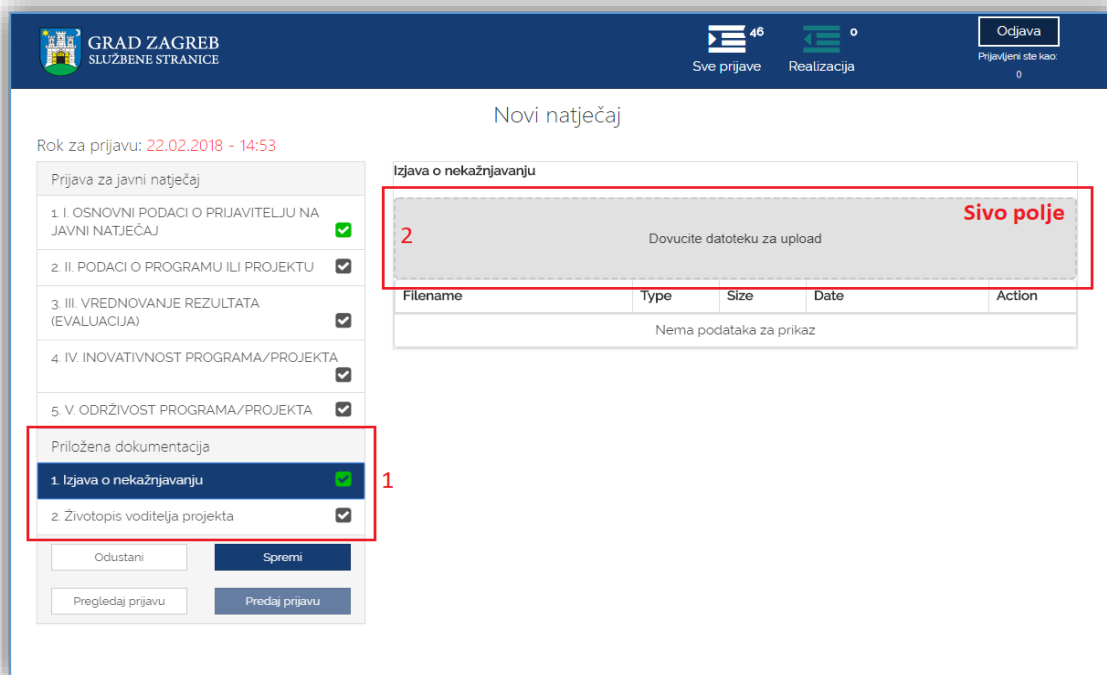 GRAD ZAGREB
SLUŽBENE STRANICE
46
Sve prijave
0
Realizacija
Odjava
Prijavljeni ste kao:
0
Novi natječaj
Rok za prijavu: 22.02.2018 - 14:53
Prijava za javni natječaj
1. I. OSNOVNI PODACI O PRIJAVITELJU NA
JAVNI NATJEČAJ
2. II. PODACI O PROGRAMU ILI PROJEKTU
3. III. VREDNOVANJE REZULTATA
(EVALUACIJA)
4. IV. INOVATIVNOST PROGRAMA/PROJEKTA
5. V. ODRŽIVOST PROGRAMA/PROJEKTA
Priložena dokumentacija
1. Izjava o nekažnjavanju
2. Životopis voditelja projekta
1
Odustani
Spremi
Pregledaj prijavu
Predaj prijavu
Izjava o nekažnjavanju
Sivo polje
2
Dovucite datoteku za upload
Filename Type Size Date Action
Nema podataka za prikaz